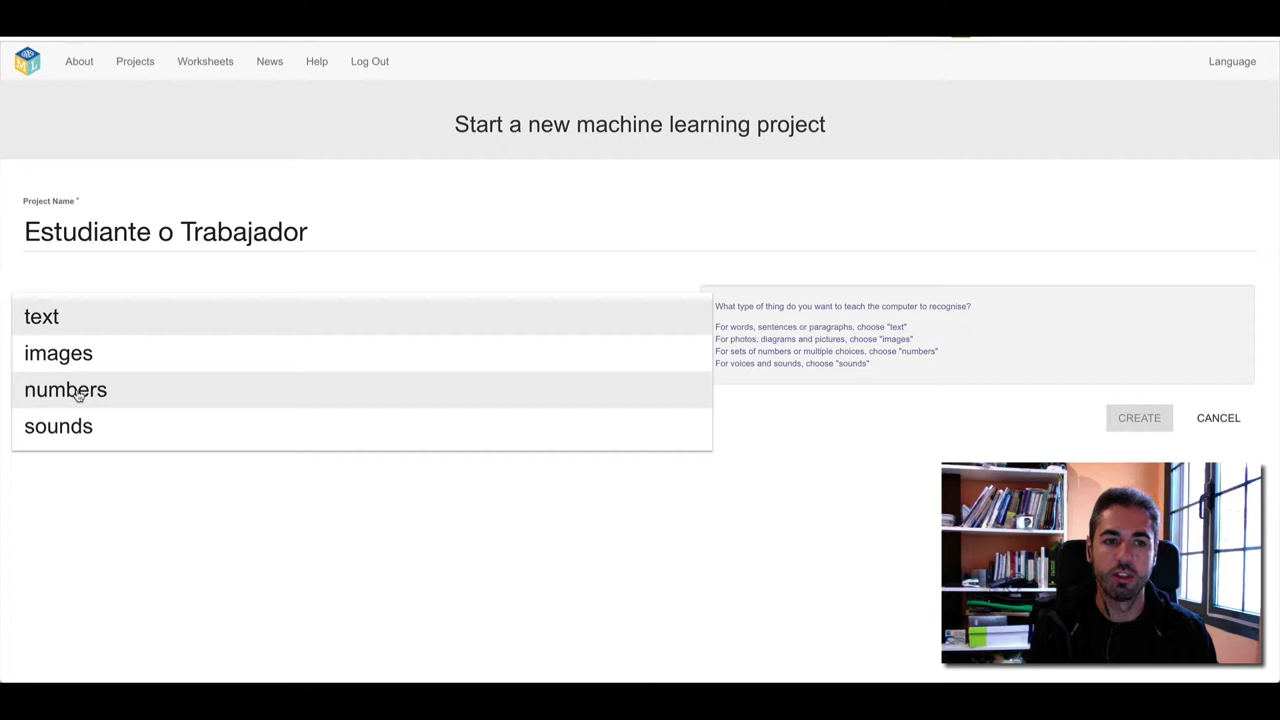 About Projects Worksheets News Help Log Out Language
Start a new machine learning project
Project Name *
Estudiante o Trabajador
text
images
numbers
sounds
What type of thing do you want to teach the computer to recognise?
For words, sentences or paragraphs, choose "text"
For photos, diagrams and pictures, choose "images"
For sets of numbers or multiple choices, choose "numbers"
For voices and sounds, choose "sounds"
CREATE CANCEL